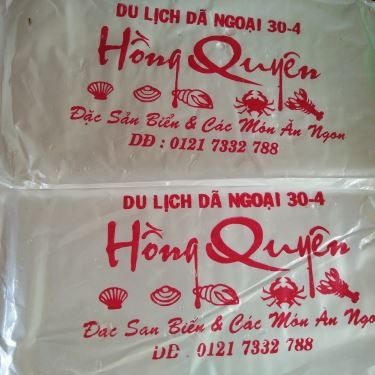 DU LỊCH DÃ NGOẠI 30-4
Hồng Quyên
Đặc Sản Biển & Các Món Ăn Ngon
DĐ : 0121 7332 788
DU LỊCH DÃ NGOẠI 30-4
Hồng Quyên
Đặc Sản Biển & Các Món Ăn Ngo
DĐ : 0121 7332 788